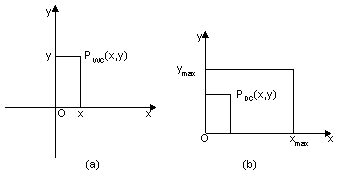 y
y
P_WC(x,y)
O
x
x
(a)
y
y_max
P_DC(x,y)
O
x_max
x
(b)